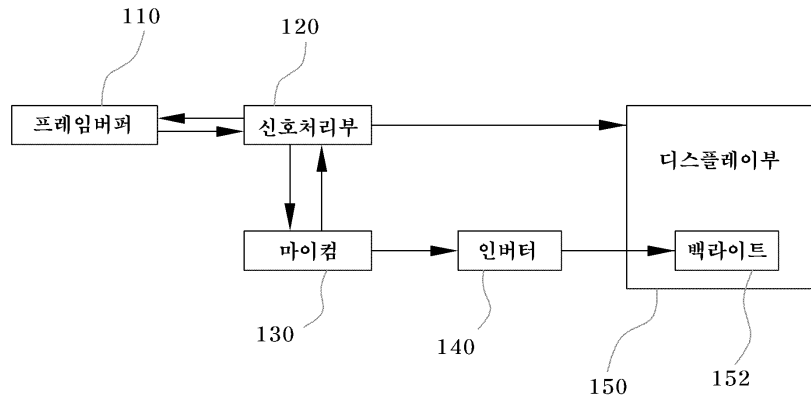 110
120
프레임버퍼
신호처리부
디스플레이부
마이컴
인버터
백라이트
130
140
150
152